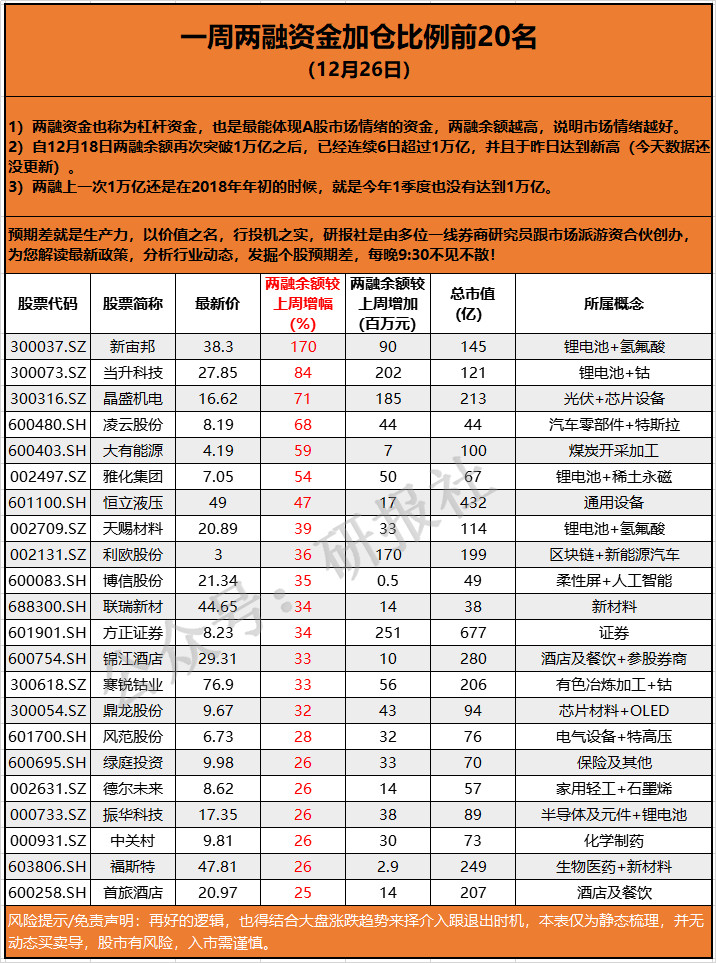 一周两融资金加仓比例前20名
（12月26日）
1）两融资金也称为杠杆资金，也是最能体现A股市场情绪的资金，两融余额越高，说明市场情绪越好。
2）自12月18日两融余额再次突破1万亿之后，已经连续6日超过1万亿，并且于昨日达到新高（今天数据还
没更新）。
3）两融上一次1万亿还是在2018年年初的时候，就是今年1季度也没有达到1万亿。
预期差就是生产力，以价值之名，行投机之实，研报社是由多位一线券商研究员跟市场派游资合伙创办，
为您解读最新政策，分析行业动态，发掘个股预期差，每晚9:30不见不散！
股票代码 股票简称 最新价 两融余额较上周增幅(%) 两融余额较上周增加(百万元) 总市值(亿) 所属概念
300037.SZ 新宙邦 38.3 170 90 145 锂电池+氢氟酸
300073.SZ 当升科技 27.85 84 202 121 锂电池+钴
300316.SZ 晶盛机电 16.62 71 185 213 光伏+芯片设备
600480.SH 凌云股份 8.19 68 44 44 汽车零部件+特斯拉
600403.SH 大有能源 4.19 59 7 100 煤炭开采加工
002497.SZ 雅化集团 7.05 54 50 67 锂电池+稀土永磁
601100.SH 恒立液压 49 47 17 432 通用设备
002709.SZ 天赐材料 20.89 39 33 114 锂电池+氢氟酸
002131.SZ 利欧股份 3 36 170 199 区块链+新能源汽车
600083.SH 博信股份 21.34 35 0.5 49 柔性屏+人工智能
688300.SH 联瑞新材 44.65 34 14 38 新材料
601901.SH 方正证券 8.23 34 251 677 证券
600754.SH 锦江酒店 29.31 33 10 280 酒店及餐饮+参股券商
300618.SZ 寒锐钴业 76.9 33 56 206 有色冶炼加工+钴
300054.SZ 鼎龙股份 9.67 32 43 94 芯片材料+OLED
601700.SH 风范股份 6.73 28 32 76 电气设备+特高压
600695.SH 绿庭投资 9.98 26 33 70 保险及其他
002631.SZ 德尔未来 8.62 26 14 57 家用轻工+石墨烯
000733.SZ 振华科技 17.35 26 38 89 半导体及元件+锂电池
000931.SZ 中关村 9.81 26 30 73 化学制药
603806.SH 福斯特 47.81 26 2.9 249 生物医药+新材料
600258.SH 首旅酒店 20.97 25 14 207 酒店及餐饮
风险提示/免责声明：再好的逻辑，也得结合大盘涨跌趋势来择介入跟退出时机，本表仅为静态梳理，并无
动态买卖导，股市有风险，入市需谨慎。
公众号：研报社